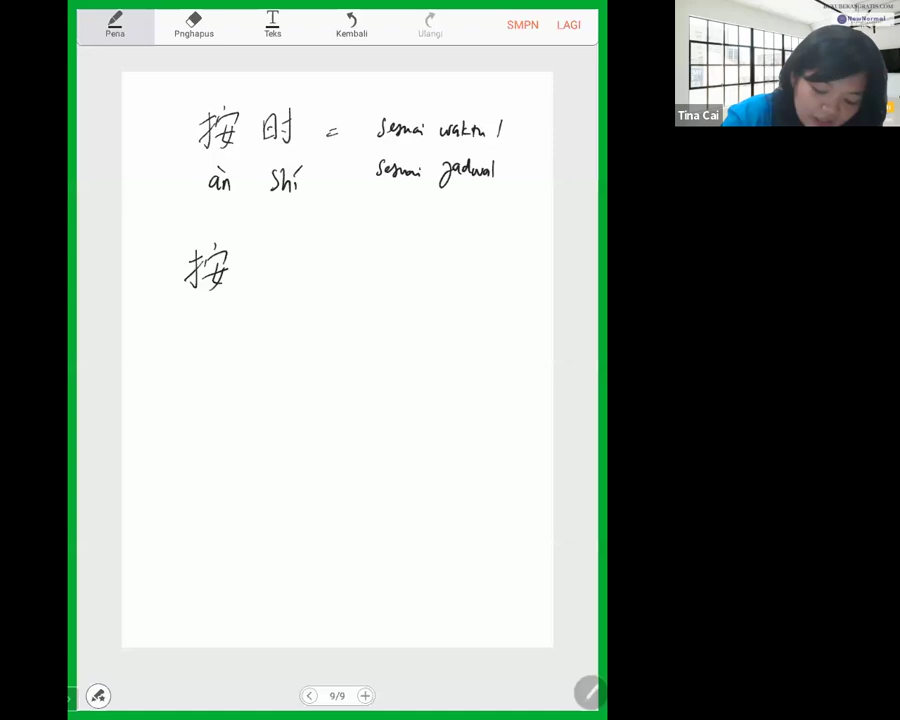 Pena Pnghapus Teks Kembali Ulangi SMPN LAGI
NewNormal
Tina Cai
按时 = sesuai waktu /
àn shí sesuai jadwal
按
9/9